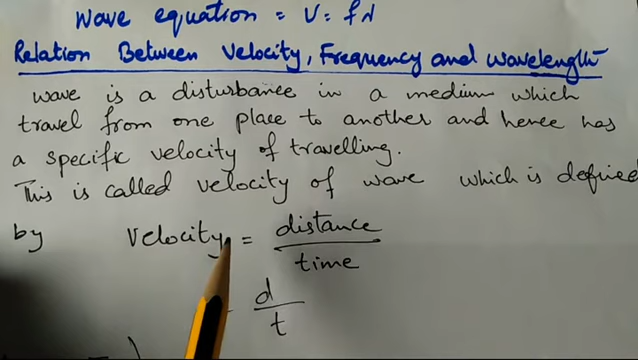 Wave equation = V = fλ
Relation Between Velocity, Frequency and wavelength
wave is a disturbance in a medium which
travel from one place to another and hence has
a specific velocity of travelling.
This is called velocity of wave which is defined
by Velocity = distance / time
d / t